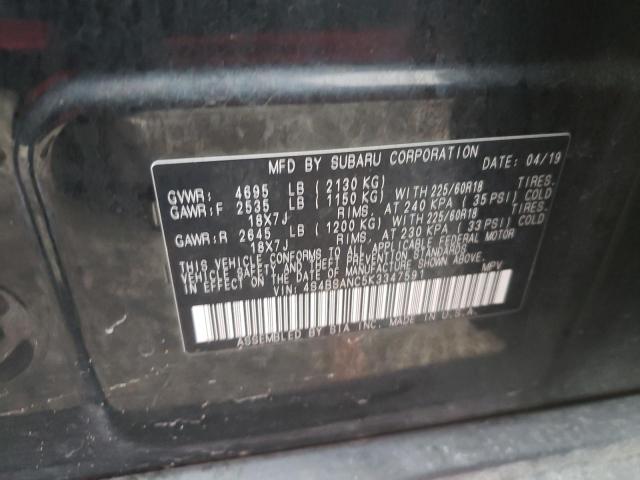 MFD BY SUBARU CORPORATION DATE: 04/19
GVWR: 4695 LB (2130 KG) TIRES.
GAWR:F 2535 LB (1150 KG) WITH 225/60R18
18X7J RIMS, AT 240 KPA (35 PSI) COLD
GAWR:R 2645 LB (1200 KG) WITH 225/60R18 TIRES.
18X7J RIMS, AT 230 KPA (33 PSI) COLD
THIS VEHICLE CONFORMS TO ALL APPLICABLE FEDERAL MOTOR
VEHICLE SAFETY, AND THEFT PREVENTION STANDARDS
IN EFFECT ON THE DATE OF MANUFACTURE SHOWN ABOVE.
VIN: 4S4BSANC5K3347591 MPV
ASSEMBLED BY SIA INC. MADE IN U.S.A.